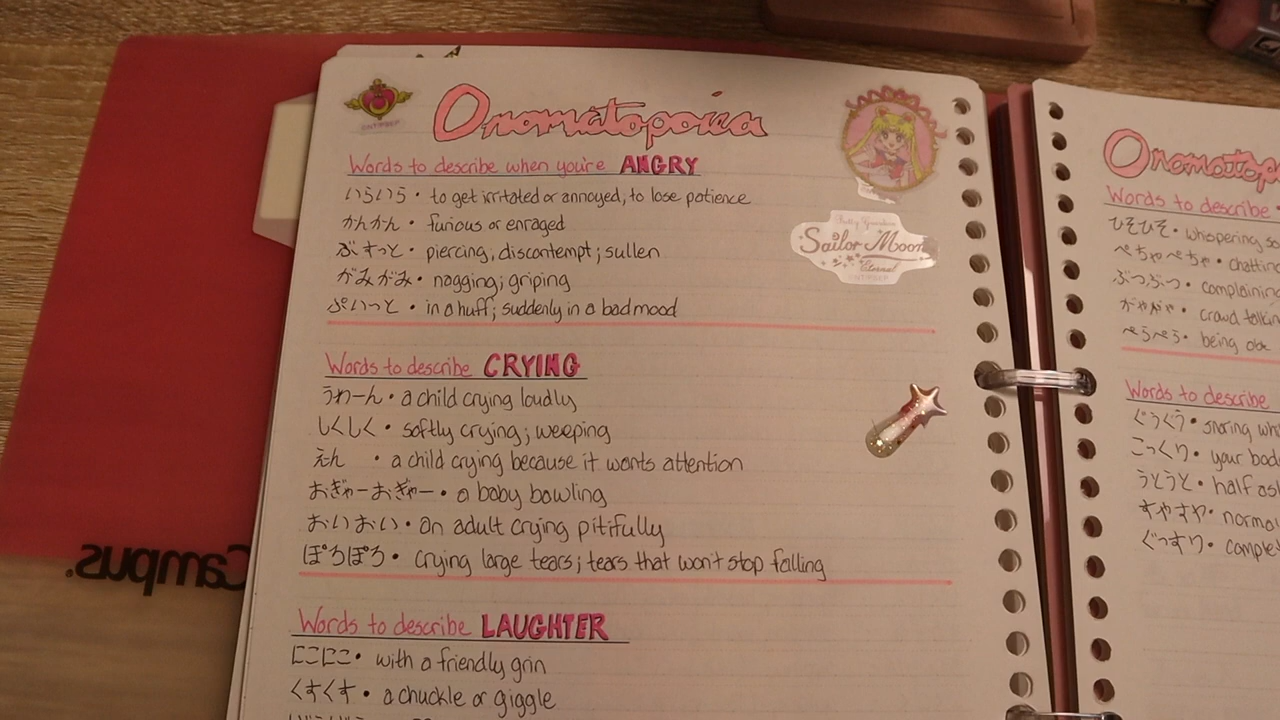 Onomatopoiea
Words to describe when you're ANGRY
いらいら・to get irritated or annoyed, to lose patience
かんかん・furious or enraged
ぶすっと・piercing; discontempt; sullen
がみがみ・nagging; griping
ぷいっと・in a huff; suddenly in a bad mood
Pretty Guardian
Sailor Moon
Eternal
Words to describe CRYING
うわーん・a child crying loudly
しくしく・softly crying; weeping
えん・a child crying because it wants attention
おぎゃーおぎゃー・a baby bowling
おいおい・an adult crying pitifully
ぽろぽろ・crying large tears; tears that won't stop falling
Words to describe LAUGHTER
にこにこ・with a friendly grin
くすくす・a chuckle or giggle
Words to describe
ひそひそ・whispering
ぺちゃぺちゃ・chatting
ぶつぶつ・complaining
がやがや・crowd talkin
ぺらぺら・being able
Words to describe
ぐうぐう・snoring
こっくり・your body
うとうと・half asl
すやすや・normal
ぐっすり・complet
Campus